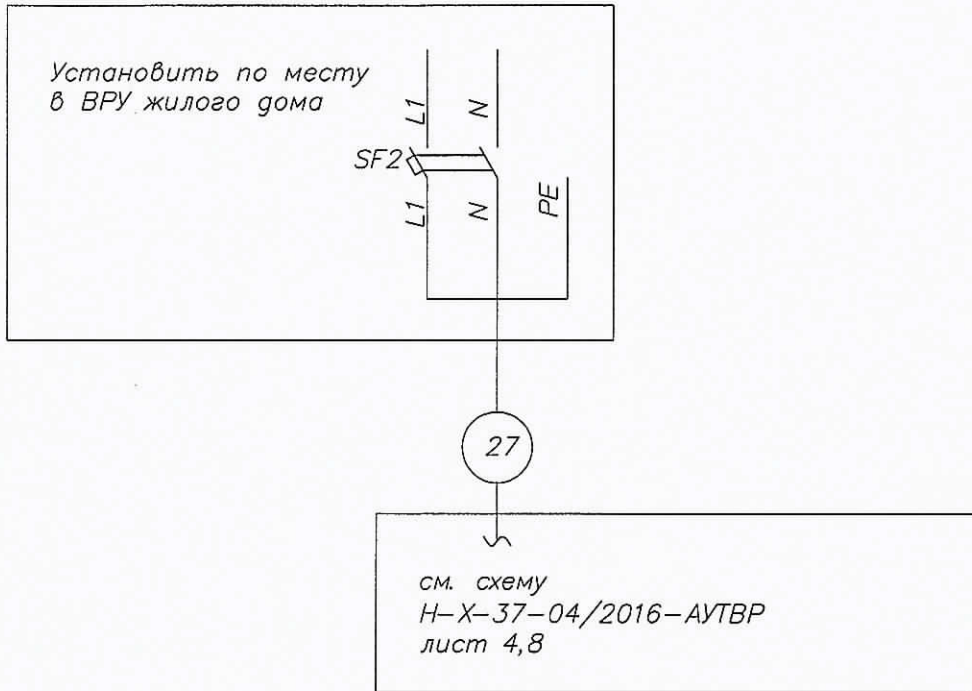 Установить по месту
в ВРУ жилого дома
L1
N
SF2
L1
N
PE
27
см. схему
Н-Х-37-04/2016-АУТВР
лист 4,8